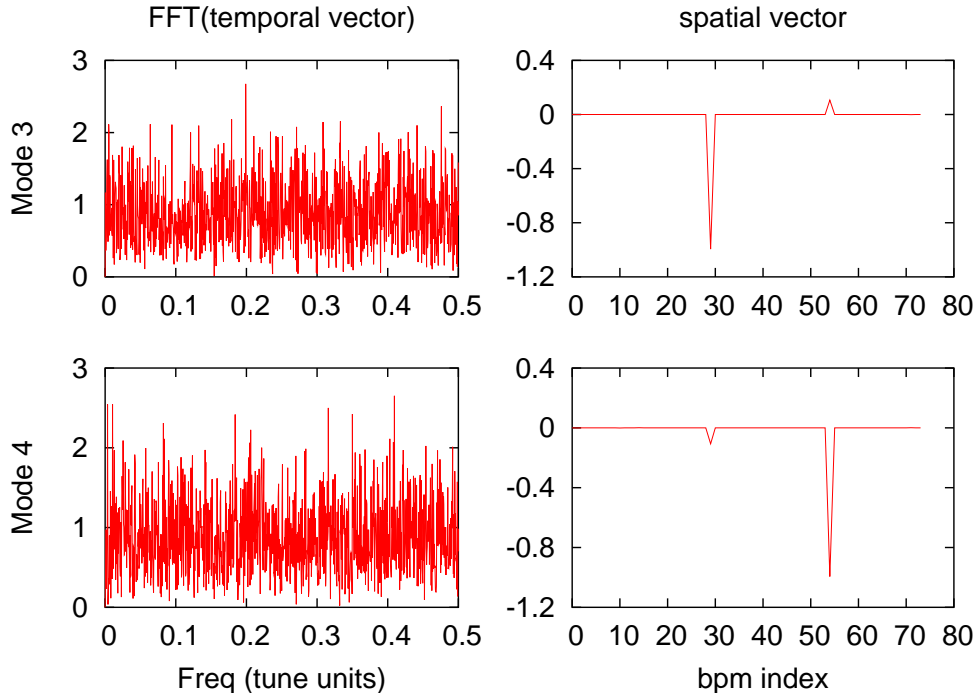 FFT(temporal vector)
spatial vector
3
2
1
0
Mode 3
0 0.1 0.2 0.3 0.4 0.5
0.4
0
-0.4
-0.8
-1.2
0 10 20 30 40 50 60 70 80
3
2
1
0
Mode 4
0 0.1 0.2 0.3 0.4 0.5
Freq (tune units)
0.4
0
-0.4
-0.8
-1.2
0 10 20 30 40 50 60 70 80
bpm index